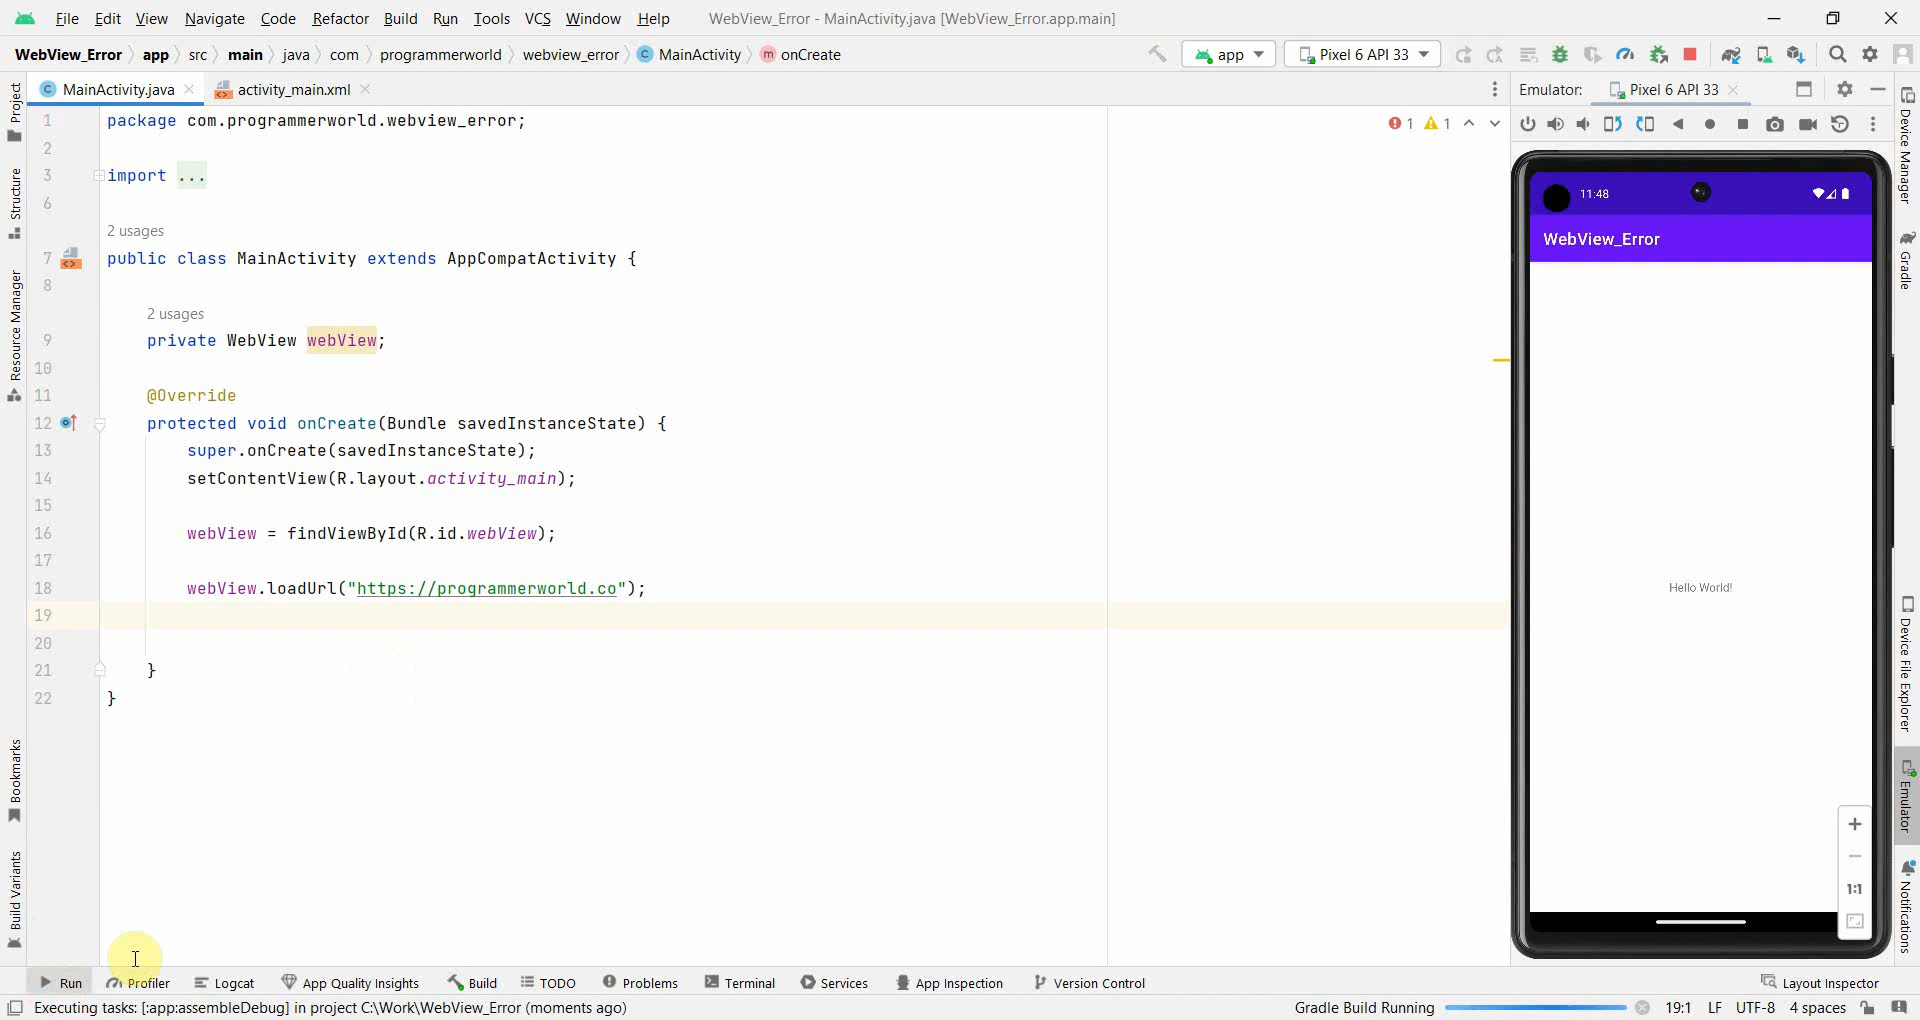 File Edit View Navigate Code Refactor Build Run Tools VCS Window Help WebView_Error - MainActivity.java [WebView_Error.app.main]
WebView_Error app src main java com programmerworld webview_error MainActivity onCreate app Pixel 6 API 33
MainActivity.java activity_main.xml Emulator: Pixel 6 API 33
1 package com.programmerworld.webview_error; 1 1
2
3 import ...
6
2 usages
7 public class MainActivity extends AppCompatActivity {
8
2 usages
9 private WebView webView;
10
11 @Override
12 protected void onCreate(Bundle savedInstanceState) {
13 super.onCreate(savedInstanceState);
14 setContentView(R.layout.activity_main);
15
16 webView = findViewById(R.id.webView);
17
18 webView.loadUrl("https://programmerworld.co");
19
20
21 }
22 }
Project
Structure
Resource Manager
Bookmarks
Build Variants
11:48
WebView_Error
Hello World!
1:1
Device Manager
Gradle
Device File Explorer
Emulator
Notifications
Run Profiler Logcat App Quality Insights Build TODO Problems Terminal Services App Inspection Version Control Layout Inspector
Executing tasks: [:app:assembleDebug] in project C:\Work\WebView_Error (moments ago) Gradle Build Running 19:1 LF UTF-8 4 spaces